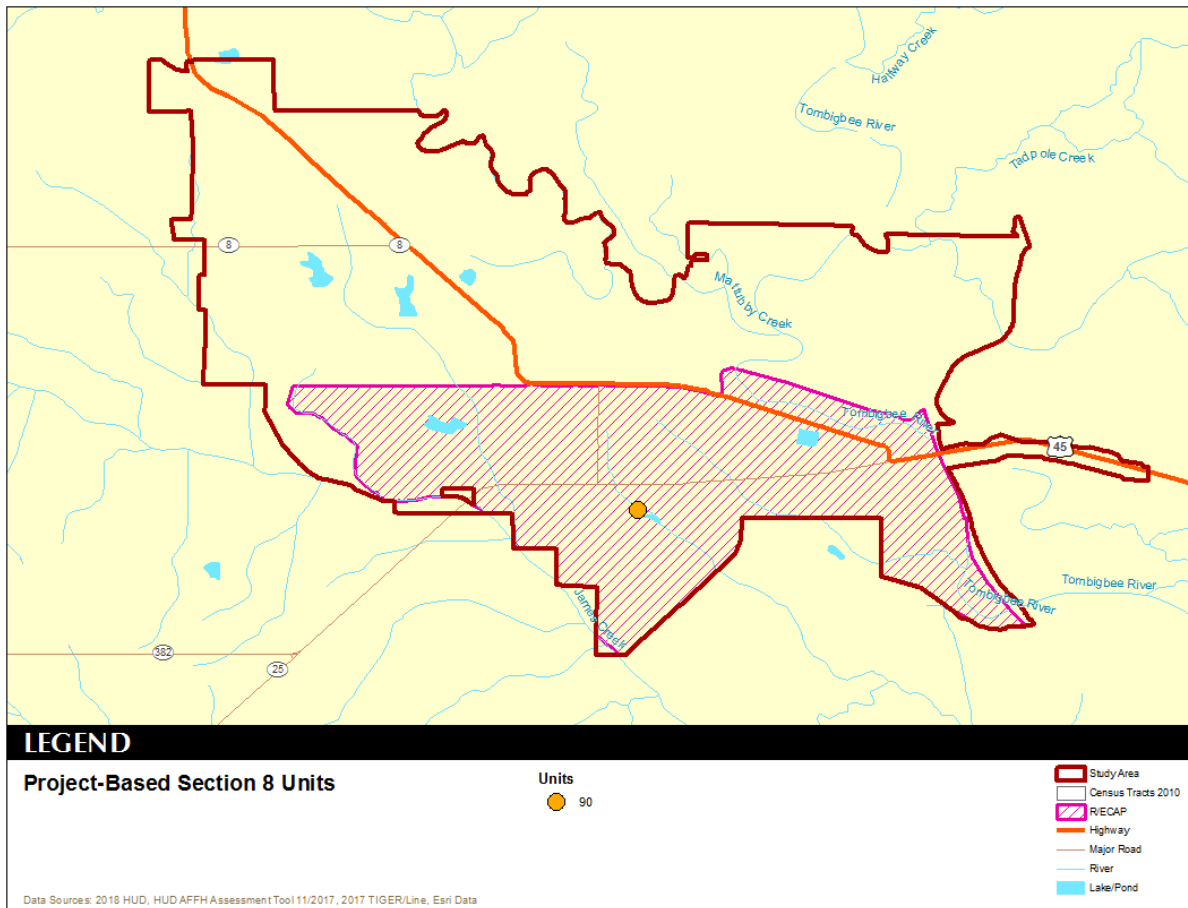 Halfway Creek
Tombigbee River
Tadpole Creek
8
8
Mattubby Creek
Tombigbee River
45
Tombigbee River
Tombigbee River
James Creek
382
25
LEGEND
Project-Based Section 8 Units
Units
90
Study Area
Census Tracts 2010
R/ECAP
Highway
Major Road
River
Lake/Pond
Data Sources: 2018 HUD, HUD AFFH Assessment Tool 11/2017, 2017 TIGER/Line, Esri Data